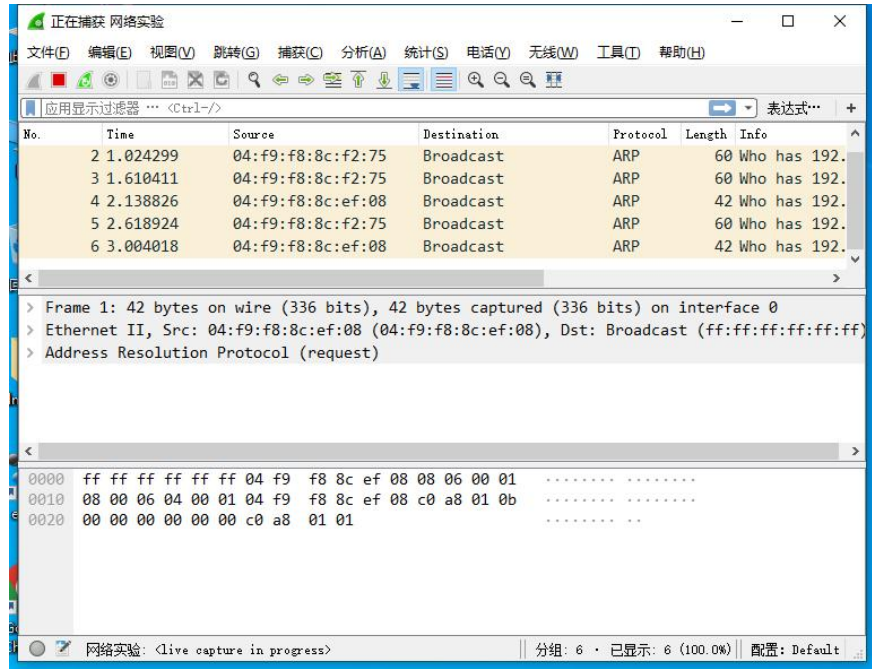 正在捕获 网络实验
文件(F) 编辑(E) 视图(V) 跳转(G) 捕获(C) 分析(A) 统计(S) 电话(Y) 无线(W) 工具(T) 帮助(H)
应用显示过滤器 … <Ctrl-/> 表达式… +
No. Time Source Destination Protocol Length Info
2 1.024299 04:f9:f8:8c:f2:75 Broadcast ARP 60 Who has 192.
3 1.610411 04:f9:f8:8c:f2:75 Broadcast ARP 60 Who has 192.
4 2.138826 04:f9:f8:8c:ef:08 Broadcast ARP 42 Who has 192.
5 2.618924 04:f9:f8:8c:f2:75 Broadcast ARP 60 Who has 192.
6 3.004018 04:f9:f8:8c:ef:08 Broadcast ARP 42 Who has 192.
> Frame 1: 42 bytes on wire (336 bits), 42 bytes captured (336 bits) on interface 0
> Ethernet II, Src: 04:f9:f8:8c:ef:08 (04:f9:f8:8c:ef:08), Dst: Broadcast (ff:ff:ff:ff:ff:ff)
> Address Resolution Protocol (request)
0000 ff ff ff ff ff ff 04 f9 f8 8c ef 08 08 06 00 01 ········ ········
0010 08 00 06 04 00 01 04 f9 f8 8c ef 08 c0 a8 01 0b ········ ········
0020 00 00 00 00 00 00 c0 a8 01 01 ········ ··
网络实验: <live capture in progress> 分组: 6 · 已显示: 6 (100.0%) 配置: Default